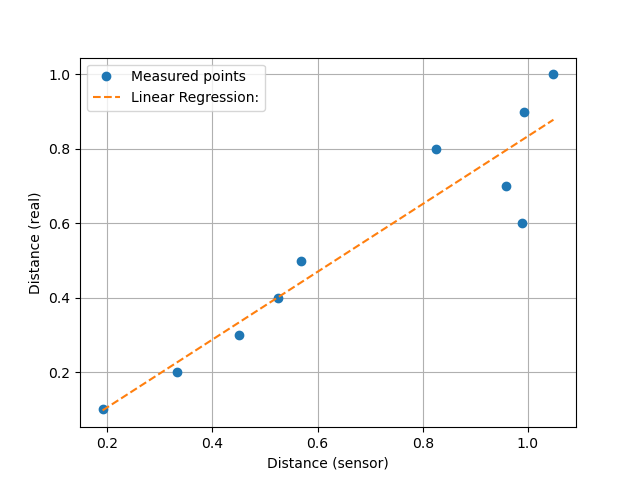 Measured points
Linear Regression:
1.0
0.8
0.6
0.4
0.2
Distance (real)
0.2 0.4 0.6 0.8 1.0
Distance (sensor)